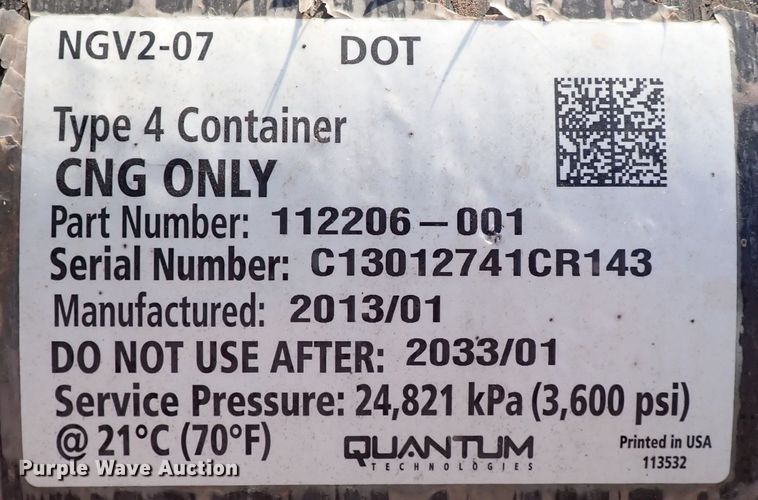 NGV2-07 DOT
Type 4 Container
CNG ONLY
Part Number: 112206-001
Serial Number: C13012741CR143
Manufactured: 2013/01
DO NOT USE AFTER: 2033/01
Service Pressure: 24,821 kPa (3,600 psi)
@ 21°C (70°F)
QUANTUM
TECHNOLOGIES
Printed in USA
113532
Purple Wave Auction